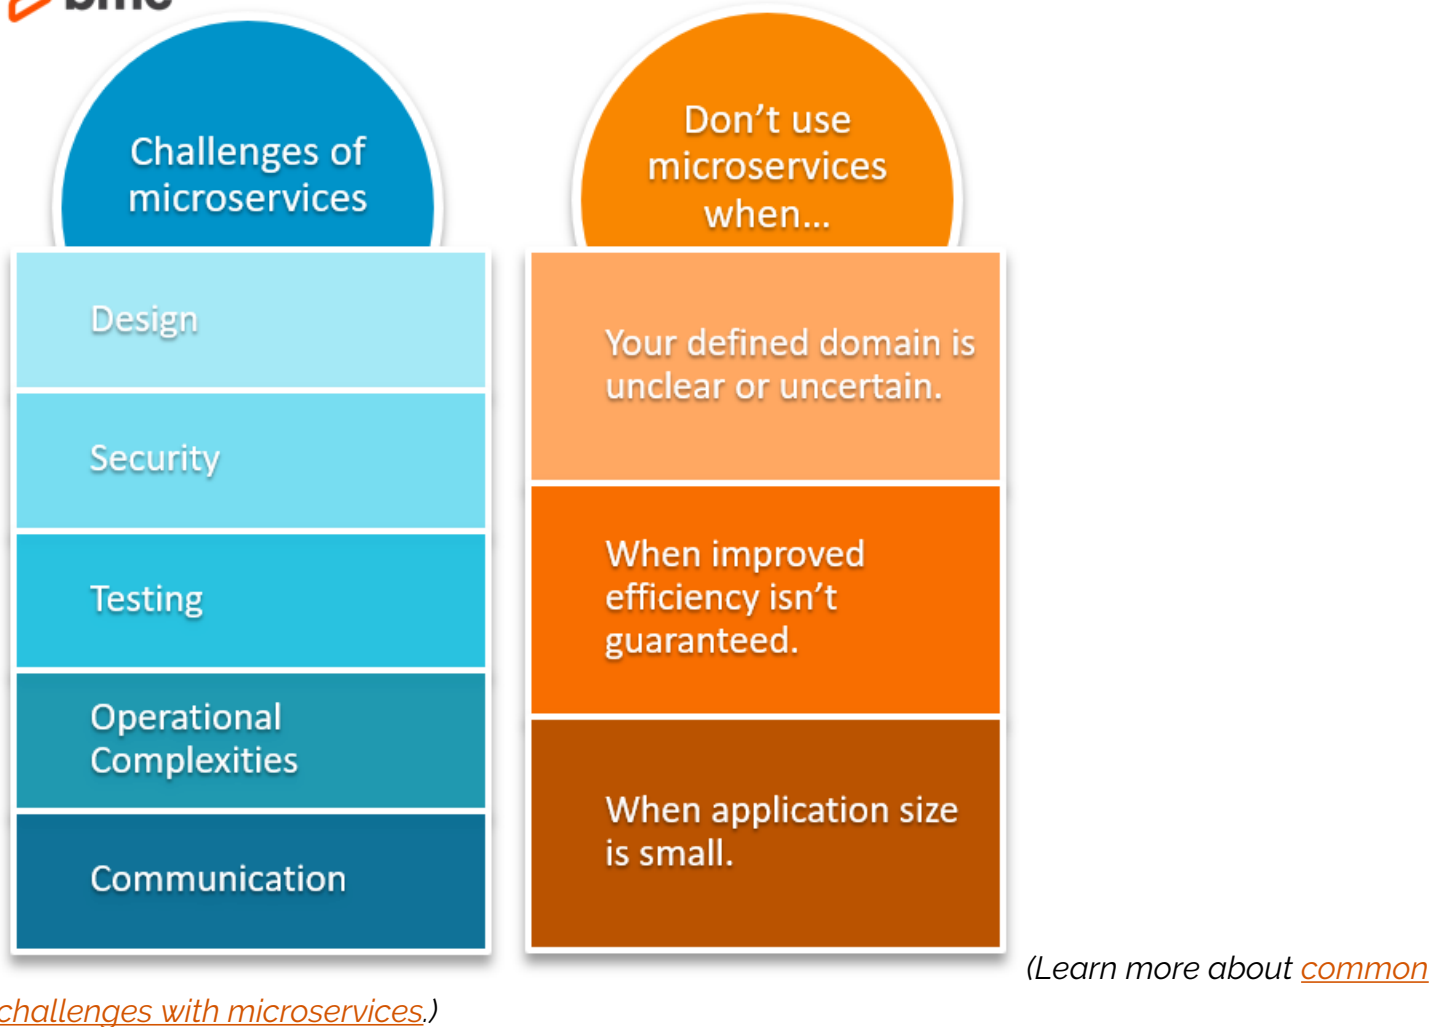 bmc
Challenges of
microservices
Design
Security
Testing
Operational
Complexities
Communication
Don’t use
microservices
when...
Your defined domain is
unclear or uncertain.
When improved
efficiency isn’t
guaranteed.
When application size
is small.
(Learn more about common
challenges with microservices.)